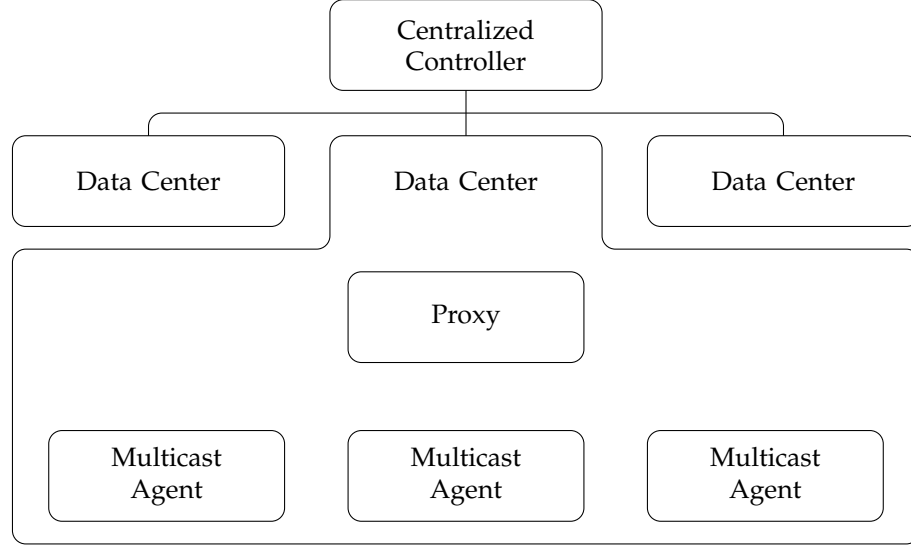 Centralized
Controller
Data Center
Data Center
Data Center
Proxy
Multicast
Agent
Multicast
Agent
Multicast
Agent